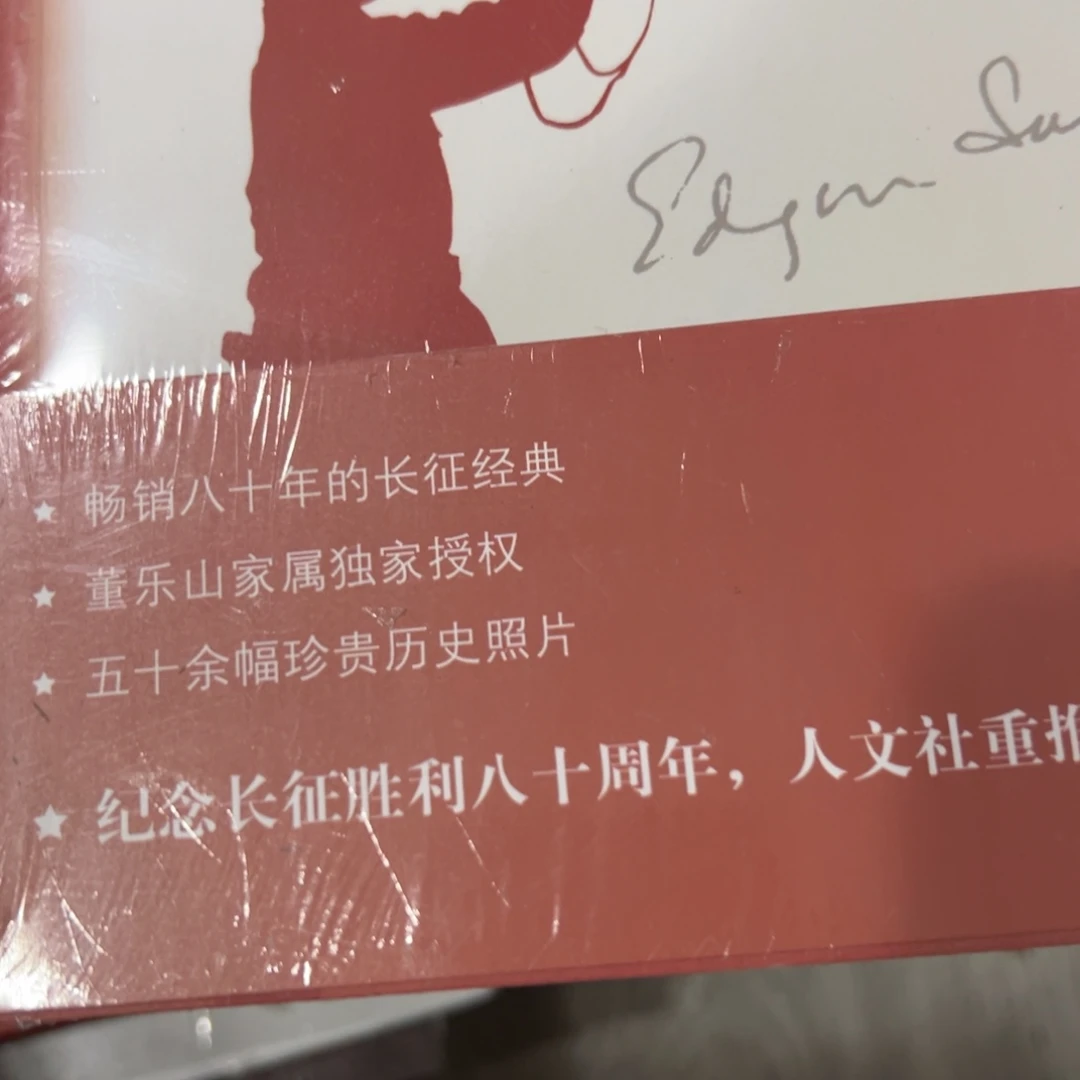 Edgar
★ 畅销八十年的长征经典
★ 董乐山家属独家授权
★ 五十余幅珍贵历史照片
★ 纪念长征胜利八十周年，人文社重推